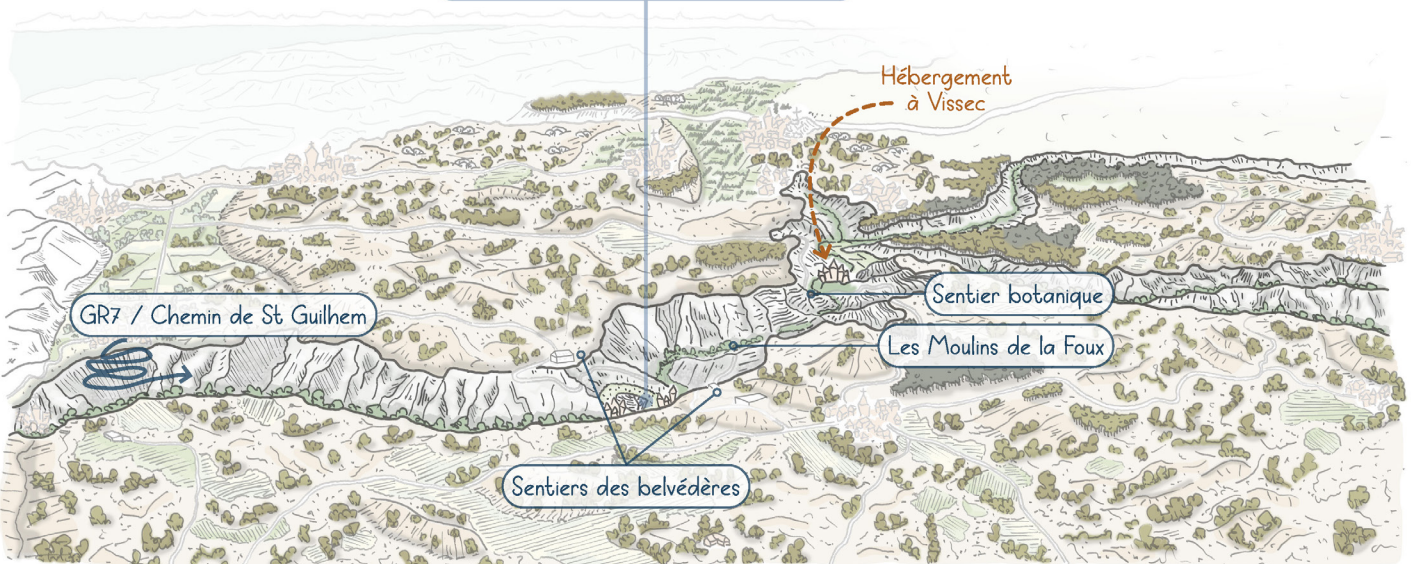 Hébergement
à Vissec
Sentier botanique
GR7 / Chemin de St Guilhem
Les Moulins de la Foux
Sentiers des belvédères